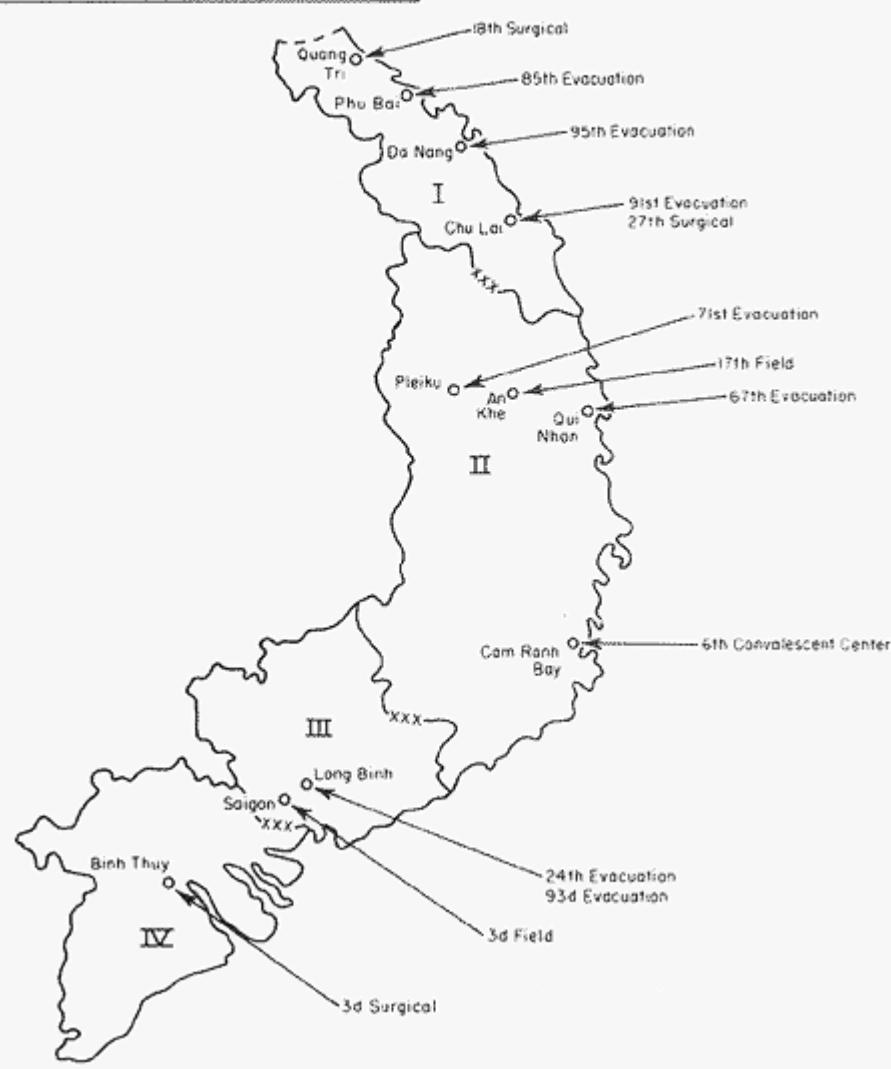 18th Surgical
Quang
Tri
85th Evacuation
Phu Bai
95th Evacuation
Da Nang
I
91st Evacuation
27th Surgical
Chu Lai
XXX
71st Evacuation
17th Field
Pleiku
An
Khe
67th Evacuation
Qui
Nhon
II
6th Convalescent Center
Cam Ranh
Bay
XXX
III
Long Binh
Saigon
XXX
Binh Thuy
24th Evacuation
93d Evacuation
3d Field
IV
3d Surgical